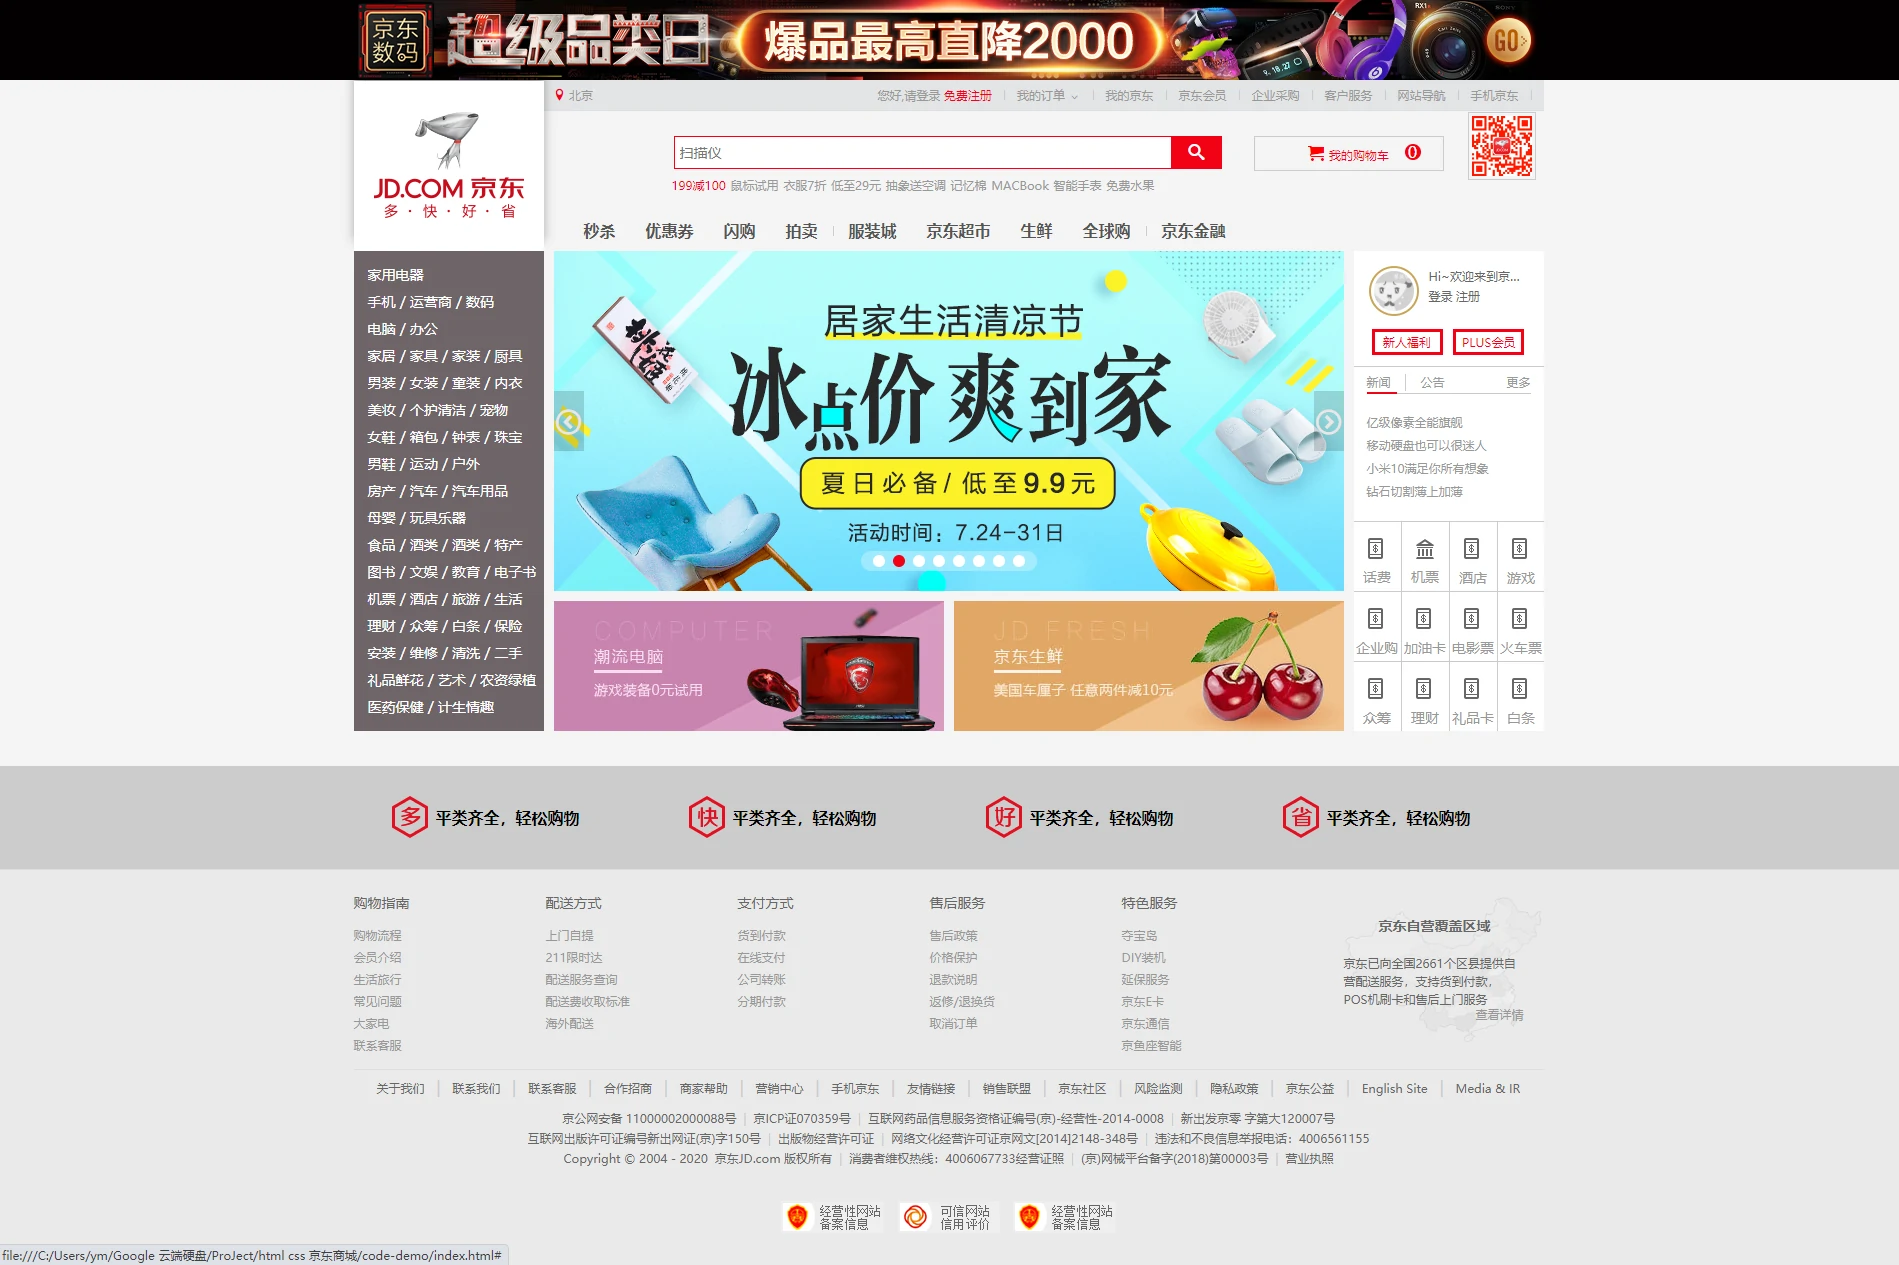 京东
数码
超级品类日
爆品最高直降2000
GO
北京
您好,请登录 免费注册
我的订单
我的京东
京东会员
企业采购
客户服务
网站导航
手机京东
JD.COM 京东
多·快·好·省
扫描仪
我的购物车 0
199减100 鼠标试用 衣服7折 低至29元 抽象送空调 记忆棉 MACBook 智能手表 免费水果
秒杀 优惠券 闪购 拍卖 服装城 京东超市 生鲜 全球购 京东金融
家用电器
手机 / 运营商 / 数码
电脑 / 办公
家居 / 家具 / 家装 / 厨具
男装 / 女装 / 童装 / 内衣
美妆 / 个护清洁 / 宠物
女鞋 / 箱包 / 钟表 / 珠宝
男鞋 / 运动 / 户外
房产 / 汽车 / 汽车用品
母婴 / 玩具乐器
食品 / 酒类 / 酒类 / 特产
图书 / 文娱 / 教育 / 电子书
机票 / 酒店 / 旅游 / 生活
理财 / 众筹 / 白条 / 保险
安装 / 维修 / 清洗 / 二手
礼品鲜花 / 艺术 / 农资绿植
医药保健 / 计生情趣
居家生活清凉节
冰点价 爽到家
夏日必备/低至9.9元
活动时间：7.24-31日
COMPUTER
潮流电脑
游戏装备0元试用
JD FRESH
京东生鲜
美国车厘子 任意两件减10元
Hi~欢迎来到京...
登录 注册
新人福利 PLUS会员
新闻 公告 更多
亿级像素全能旗舰
移动硬盘也可以很迷人
小米10满足你所有想象
钻石切割薄上加薄
话费 机票 酒店 游戏
企业购 加油卡 电影票 火车票
众筹 理财 礼品卡 白条
多 平类齐全，轻松购物
快 平类齐全，轻松购物
好 平类齐全，轻松购物
省 平类齐全，轻松购物
购物指南
购物流程
会员介绍
生活旅行
常见问题
大家电
联系客服
配送方式
上门自提
211限时达
配送服务查询
配送费收取标准
海外配送
支付方式
货到付款
在线支付
公司转账
分期付款
售后服务
售后政策
价格保护
退款说明
返修/退换货
取消订单
特色服务
夺宝岛
DIY装机
延保服务
京东E卡
京东通信
京鱼座智能
京东自营覆盖区域
京东已向全国2661个区县提供自
营配送服务，支持货到付款，
POS机刷卡和售后上门服务
查看详情
关于我们 | 联系我们 | 联系客服 | 合作招商 | 商家帮助 | 营销中心 | 手机京东 | 友情链接 | 销售联盟 | 京东社区 | 风险监测 | 隐私政策 | 京东公益 | English Site | Media & IR
京公网安备 11000002000088号 | 京ICP证070359号 | 互联网药品信息服务资格证编号(京)-经营性-2014-0008 | 新出发京零 字第大120007号
互联网出版许可证编号新出网证(京)字150号 | 出版物经营许可证 | 网络文化经营许可证京网文[2014]2148-348号 | 违法和不良信息举报电话：4006561155
Copyright © 2004 - 2020 京东JD.com 版权所有 | 消费者维权热线：4006067733经营证照 | (京)网械平台备字(2018)第00003号 | 营业执照
经营性网站
备案信息
可信网站
信用评价
经营性网站
备案信息
file:///C:/Users/ym/Google 云端硬盘/ProJect/html css 京东商城/code-demo/index.html#